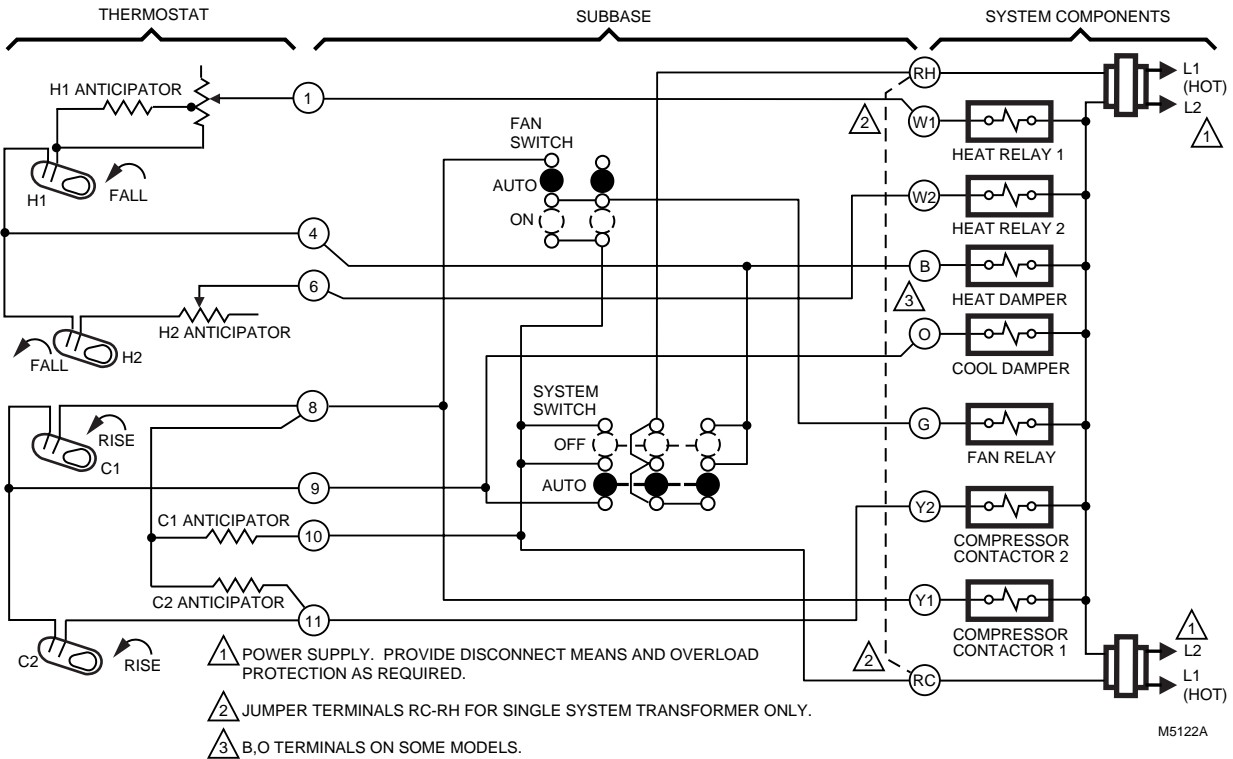 THERMOSTAT
SUBBASE
SYSTEM COMPONENTS
H1 ANTICIPATOR
1
RH
L1
(HOT)
L2
1
2
W1
HEAT RELAY 1
FAN
SWITCH
AUTO
ON
H1
FALL
W2
HEAT RELAY 2
4
B
HEAT DAMPER
3
6
H2 ANTICIPATOR
FALL
H2
O
COOL DAMPER
8
SYSTEM
SWITCH
OFF
AUTO
G
FAN RELAY
RISE
C1
9
C1 ANTICIPATOR
10
Y2
COMPRESSOR
CONTACTOR 2
C2 ANTICIPATOR
11
Y1
COMPRESSOR
CONTACTOR 1
C2
RISE
2
RC
1
L2
L1
(HOT)
1 POWER SUPPLY. PROVIDE DISCONNECT MEANS AND OVERLOAD
PROTECTION AS REQUIRED.
2 JUMPER TERMINALS RC-RH FOR SINGLE SYSTEM TRANSFORMER ONLY.
3 B,O TERMINALS ON SOME MODELS.
M5122A